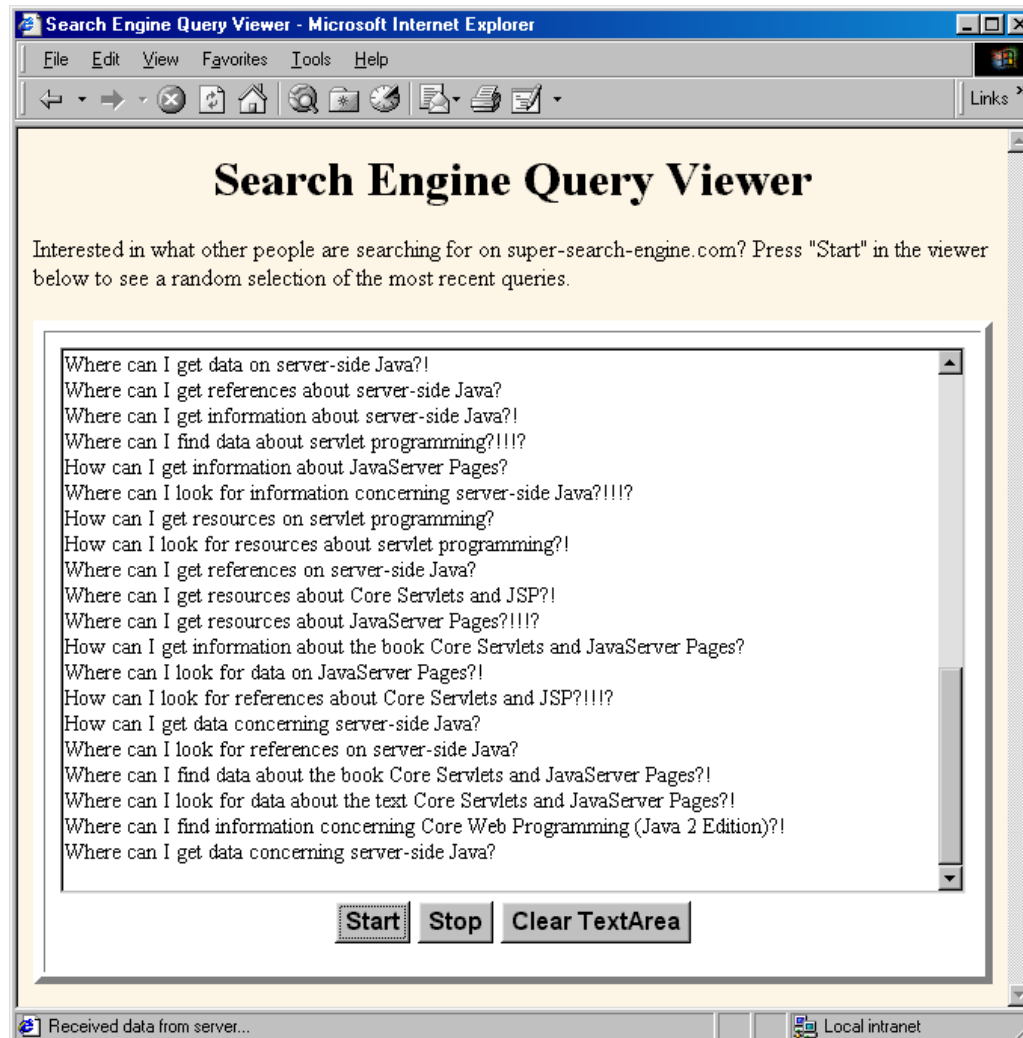 Search Engine Query Viewer - Microsoft Internet Explorer
File Edit View Favorites Tools Help
Links
Search Engine Query Viewer
Interested in what other people are searching for on super-search-engine.com? Press "Start" in the viewer
below to see a random selection of the most recent queries.
Where can I get data on server-side Java?!
Where can I get references about server-side Java?
Where can I get information about server-side Java?!
Where can I find data about servlet programming?!!!?
How can I get information about JavaServer Pages?
Where can I look for information concerning server-side Java?!!!?
How can I get resources on servlet programming?
How can I look for resources about servlet programming?!
Where can I get references on server-side Java?
Where can I get resources about Core Servlets and JSP?!
Where can I get resources about JavaServer Pages?!!!?
How can I get information about the book Core Servlets and JavaServer Pages?
Where can I look for data on JavaServer Pages?!
How can I look for references about Core Servlets and JSP?!!!?
How can I get data concerning server-side Java?
Where can I look for references on server-side Java?
Where can I find data about the book Core Servlets and JavaServer Pages?!
Where can I look for data about the text Core Servlets and JavaServer Pages?!
Where can I find information concerning Core Web Programming (Java 2 Edition)?!
Where can I get data concerning server-side Java?
Start Stop Clear TextArea
Received data from server... Local intranet